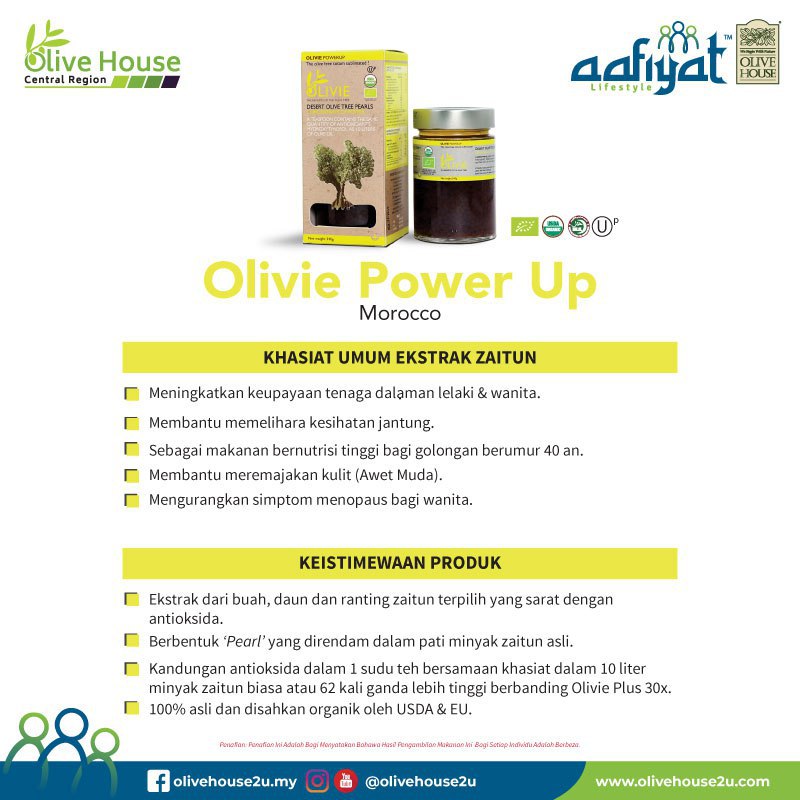 Olive House
Central Region
aafiyat™
Lifestyle
OLIVE
HOUSE
OLIVIE POWERUP
The olive tree cream sublimated !
OLIVIE
DESERT OLIVE TREE PEARLS
Olivie Power Up
Morocco
KHASIAT UMUM EKSTRAK ZAITUN
Meningkatkan keupayaan tenaga dalaman lelaki & wanita.
Membantu memelihara kesihatan jantung.
Sebagai makanan bernutrisi tinggi bagi golongan berumur 40 an.
Membantu meremajakan kulit (Awet Muda).
Mengurangkan simptom menopaus bagi wanita.
KEISTIMEWAAN PRODUK
Ekstrak dari buah, daun dan ranting zaitun terpilih yang sarat dengan
antioksida.
Berbentuk ‘Pearl’ yang direndam dalam pati minyak zaitun asli.
Kandungan antioksida dalam 1 sudu teh bersamaan khasiat dalam 10 liter
minyak zaitun biasa atau 62 kali ganda lebih tinggi berbanding Olivie Plus 30x.
100% asli dan disahkan organik oleh USDA & EU.
Penafian: Penafian Ini Adalah Bagi Menyatakan Bahawa Hasil Pengambilan Makanan Ini Bagi Setiap Individu Adalah Berbeza.
olivehouse2u.my
@olivehouse2u
www.olivehouse2u.com